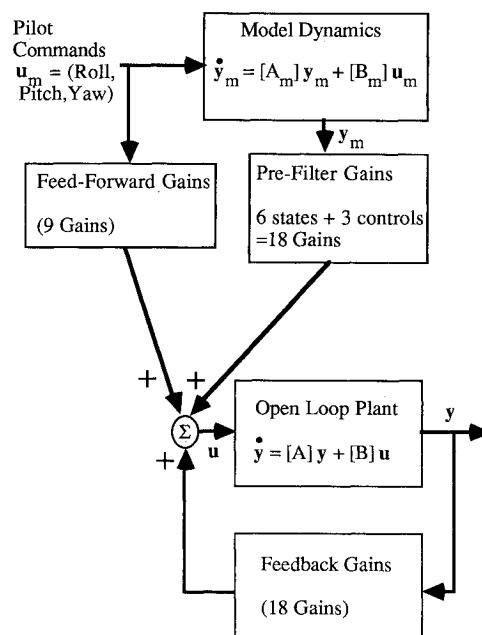 Pilot
Commands
u_m = (Roll,
Pitch,Yaw)
Model Dynamics
ẏ_m = [A_m] y_m + [B_m] u_m
y_m
Feed-Forward Gains
(9 Gains)
Pre-Filter Gains
6 states + 3 controls
=18 Gains
+
+
+
Σ
u
Open Loop Plant
ẏ = [A] y + [B] u
y
Feedback Gains
(18 Gains)